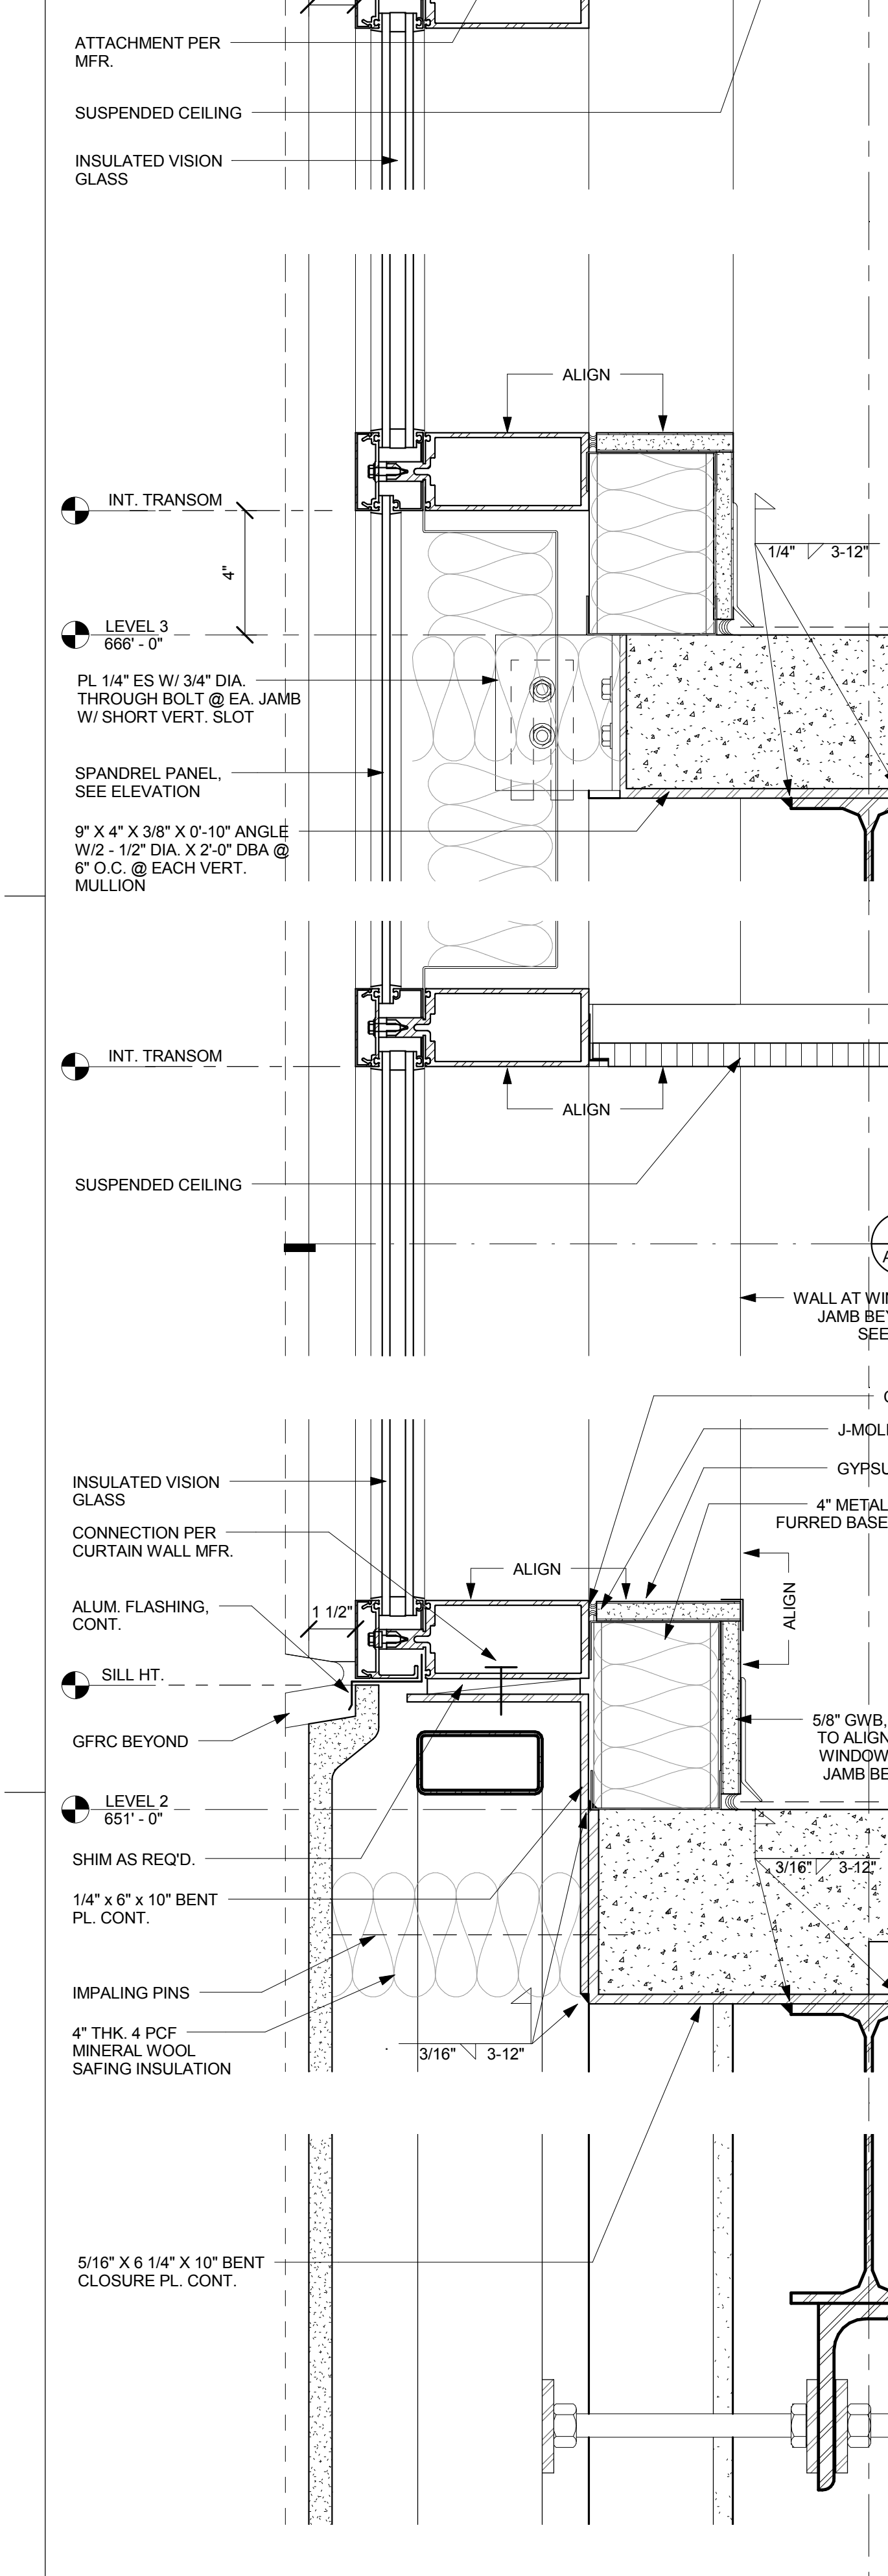 ATTACHMENT PER
MFR.
SUSPENDED CEILING
INSULATED VISION
GLASS
ALIGN
INT. TRANSOM
4"
1/4" 3-12"
LEVEL 3
666' - 0"
PL 1/4" ES W/ 3/4" DIA.
THROUGH BOLT @ EA. JAMB
W/ SHORT VERT. SLOT
SPANDREL PANEL,
SEE ELEVATION
9" X 4" X 3/8" X 0'-10" ANGLE
W/2 - 1/2" DIA. X 2'-0" DBA @
6" O.C. @ EACH VERT.
MULLION
INT. TRANSOM
ALIGN
SUSPENDED CEILING
A
WALL AT WIN
JAMB BEY
SEE
J-MOL
GYPSU
4" METAL
FURRED BASE
INSULATED VISION
GLASS
CONNECTION PER
CURTAIN WALL MFR.
ALIGN
ALIGN
ALUM. FLASHING,
CONT.
1 1/2"
SILL HT.
GFRC BEYOND
5/8" GWB,
TO ALIGN
WINDOW
JAMB BE
LEVEL 2
651' - 0"
SHIM AS REQ'D.
3/16" 3-12"
1/4" x 6" x 10" BENT
PL. CONT.
IMPALING PINS
4" THK. 4 PCF
MINERAL WOOL
SAFING INSULATION
3/16" 3-12"
5/16" X 6 1/4" X 10" BENT
CLOSURE PL. CONT.